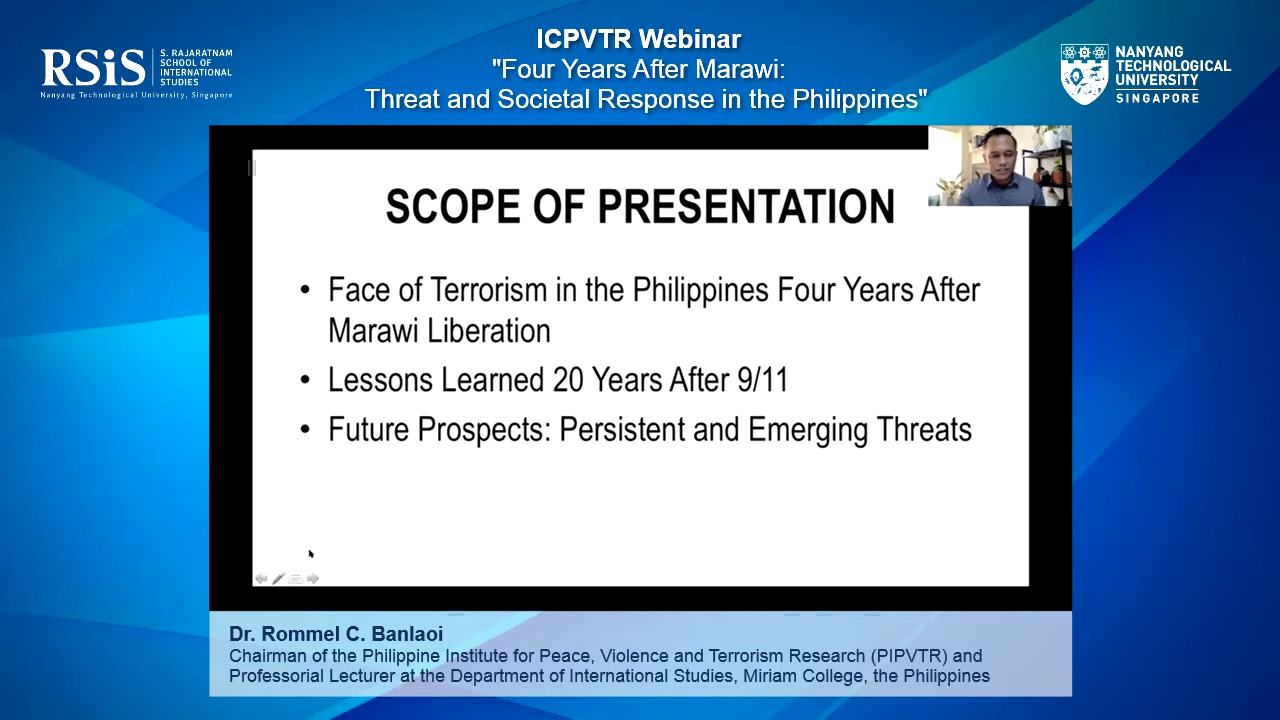 RSiS
S. RAJARATNAM
SCHOOL OF
INTERNATIONAL
STUDIES
Nanyang Technological University, Singapore
ICPVTR Webinar
"Four Years After Marawi:
Threat and Societal Response in the Philippines"
NANYANG
TECHNOLOGICAL
UNIVERSITY
SINGAPORE
SCOPE OF PRESENTATION
• Face of Terrorism in the Philippines Four Years After
Marawi Liberation
• Lessons Learned 20 Years After 9/11
• Future Prospects: Persistent and Emerging Threats
Dr. Rommel C. Banlaoi
Chairman of the Philippine Institute for Peace, Violence and Terrorism Research (PIPVTR) and
Professorial Lecturer at the Department of International Studies, Miriam College, the Philippines